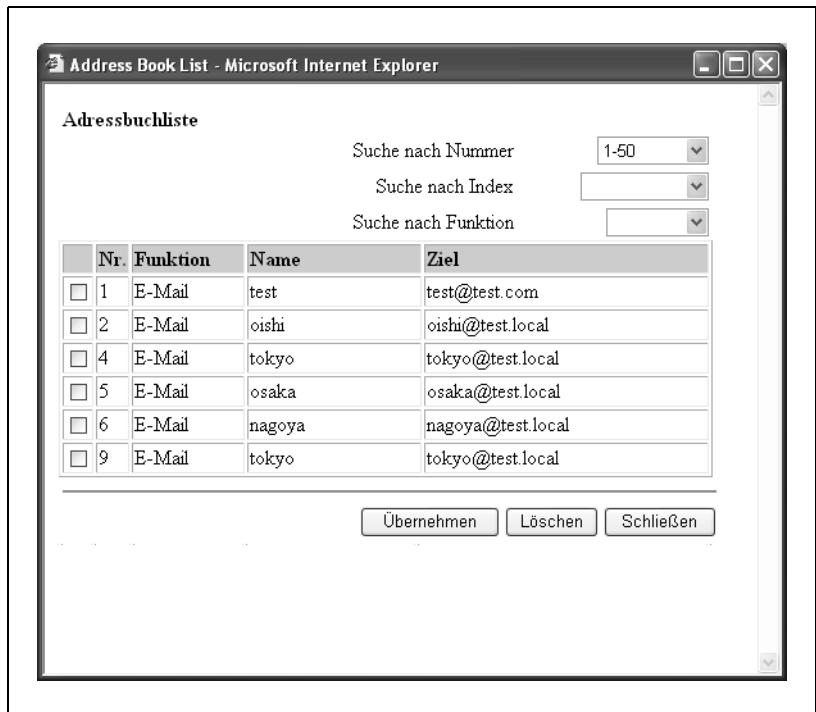 Address Book List - Microsoft Internet Explorer
Adressbuchliste
Suche nach Nummer 1-50
Suche nach Index
Suche nach Funktion
Nr. Funktion Name Ziel
1 E-Mail test test@test.com
2 E-Mail oishi oishi@test.local
4 E-Mail tokyo tokyo@test.local
5 E-Mail osaka osaka@test.local
6 E-Mail nagoya nagoya@test.local
9 E-Mail tokyo tokyo@test.local
Übernehmen Löschen Schließen